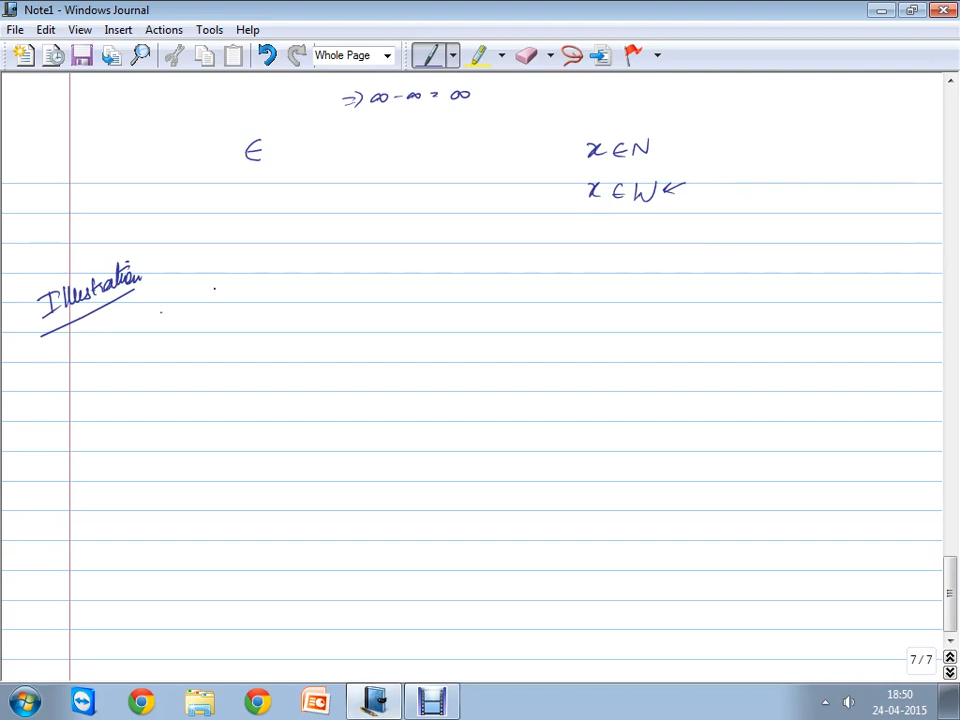 Note1 - Windows Journal
File Edit View Insert Actions Tools Help
Whole Page
⇒ ∞ - ∞ = ∞
∈ x ∈ N
x ∈ W ←
Illustration
7 / 7
18:50
24-04-2015